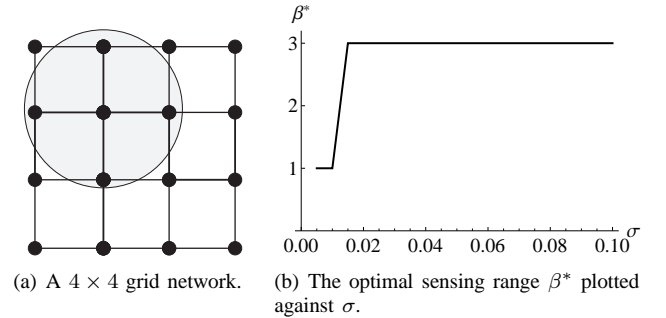 β*
3
2
1
0.00 0.02 0.04 0.06 0.08 0.10 σ
(a) A 4 × 4 grid network.
(b) The optimal sensing range β* plotted
against σ.